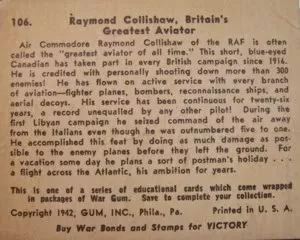 106. Raymond Collishaw, Britain's
Greatest Aviator
Air Commodore Raymond Collishaw of the RAF is often
called the "greatest aviator of all time." This short, blue-eyed
Canadian has taken part in every British campaign since 1916.
He is credited with personally shooting down more than 300
enemies! He has flown on active service with every branch
of aviation—fighter planes, bombers, reconnaissance ships, and
aerial decoys. His service has been continuous for twenty-six
years, a record unequalled by any other pilot! During the
first Libyan campaign he seized command of the air away
from the Italians even though he was outnumbered five to one.
He accomplished this feat by doing as much damage as pos-
sible to the enemy planes before they left the ground. For
a vacation some day he plans a sort of postman's holiday . . .
a flight across the Atlantic, his ambition for years.
This is one of a series of educational cards which come wrapped
in packages of War Gum. Save to complete your collection.
Copyright 1942, GUM, INC., Phila., Pa. Printed in U. S. A.
Buy War Bonds and Stamps for VICTORY